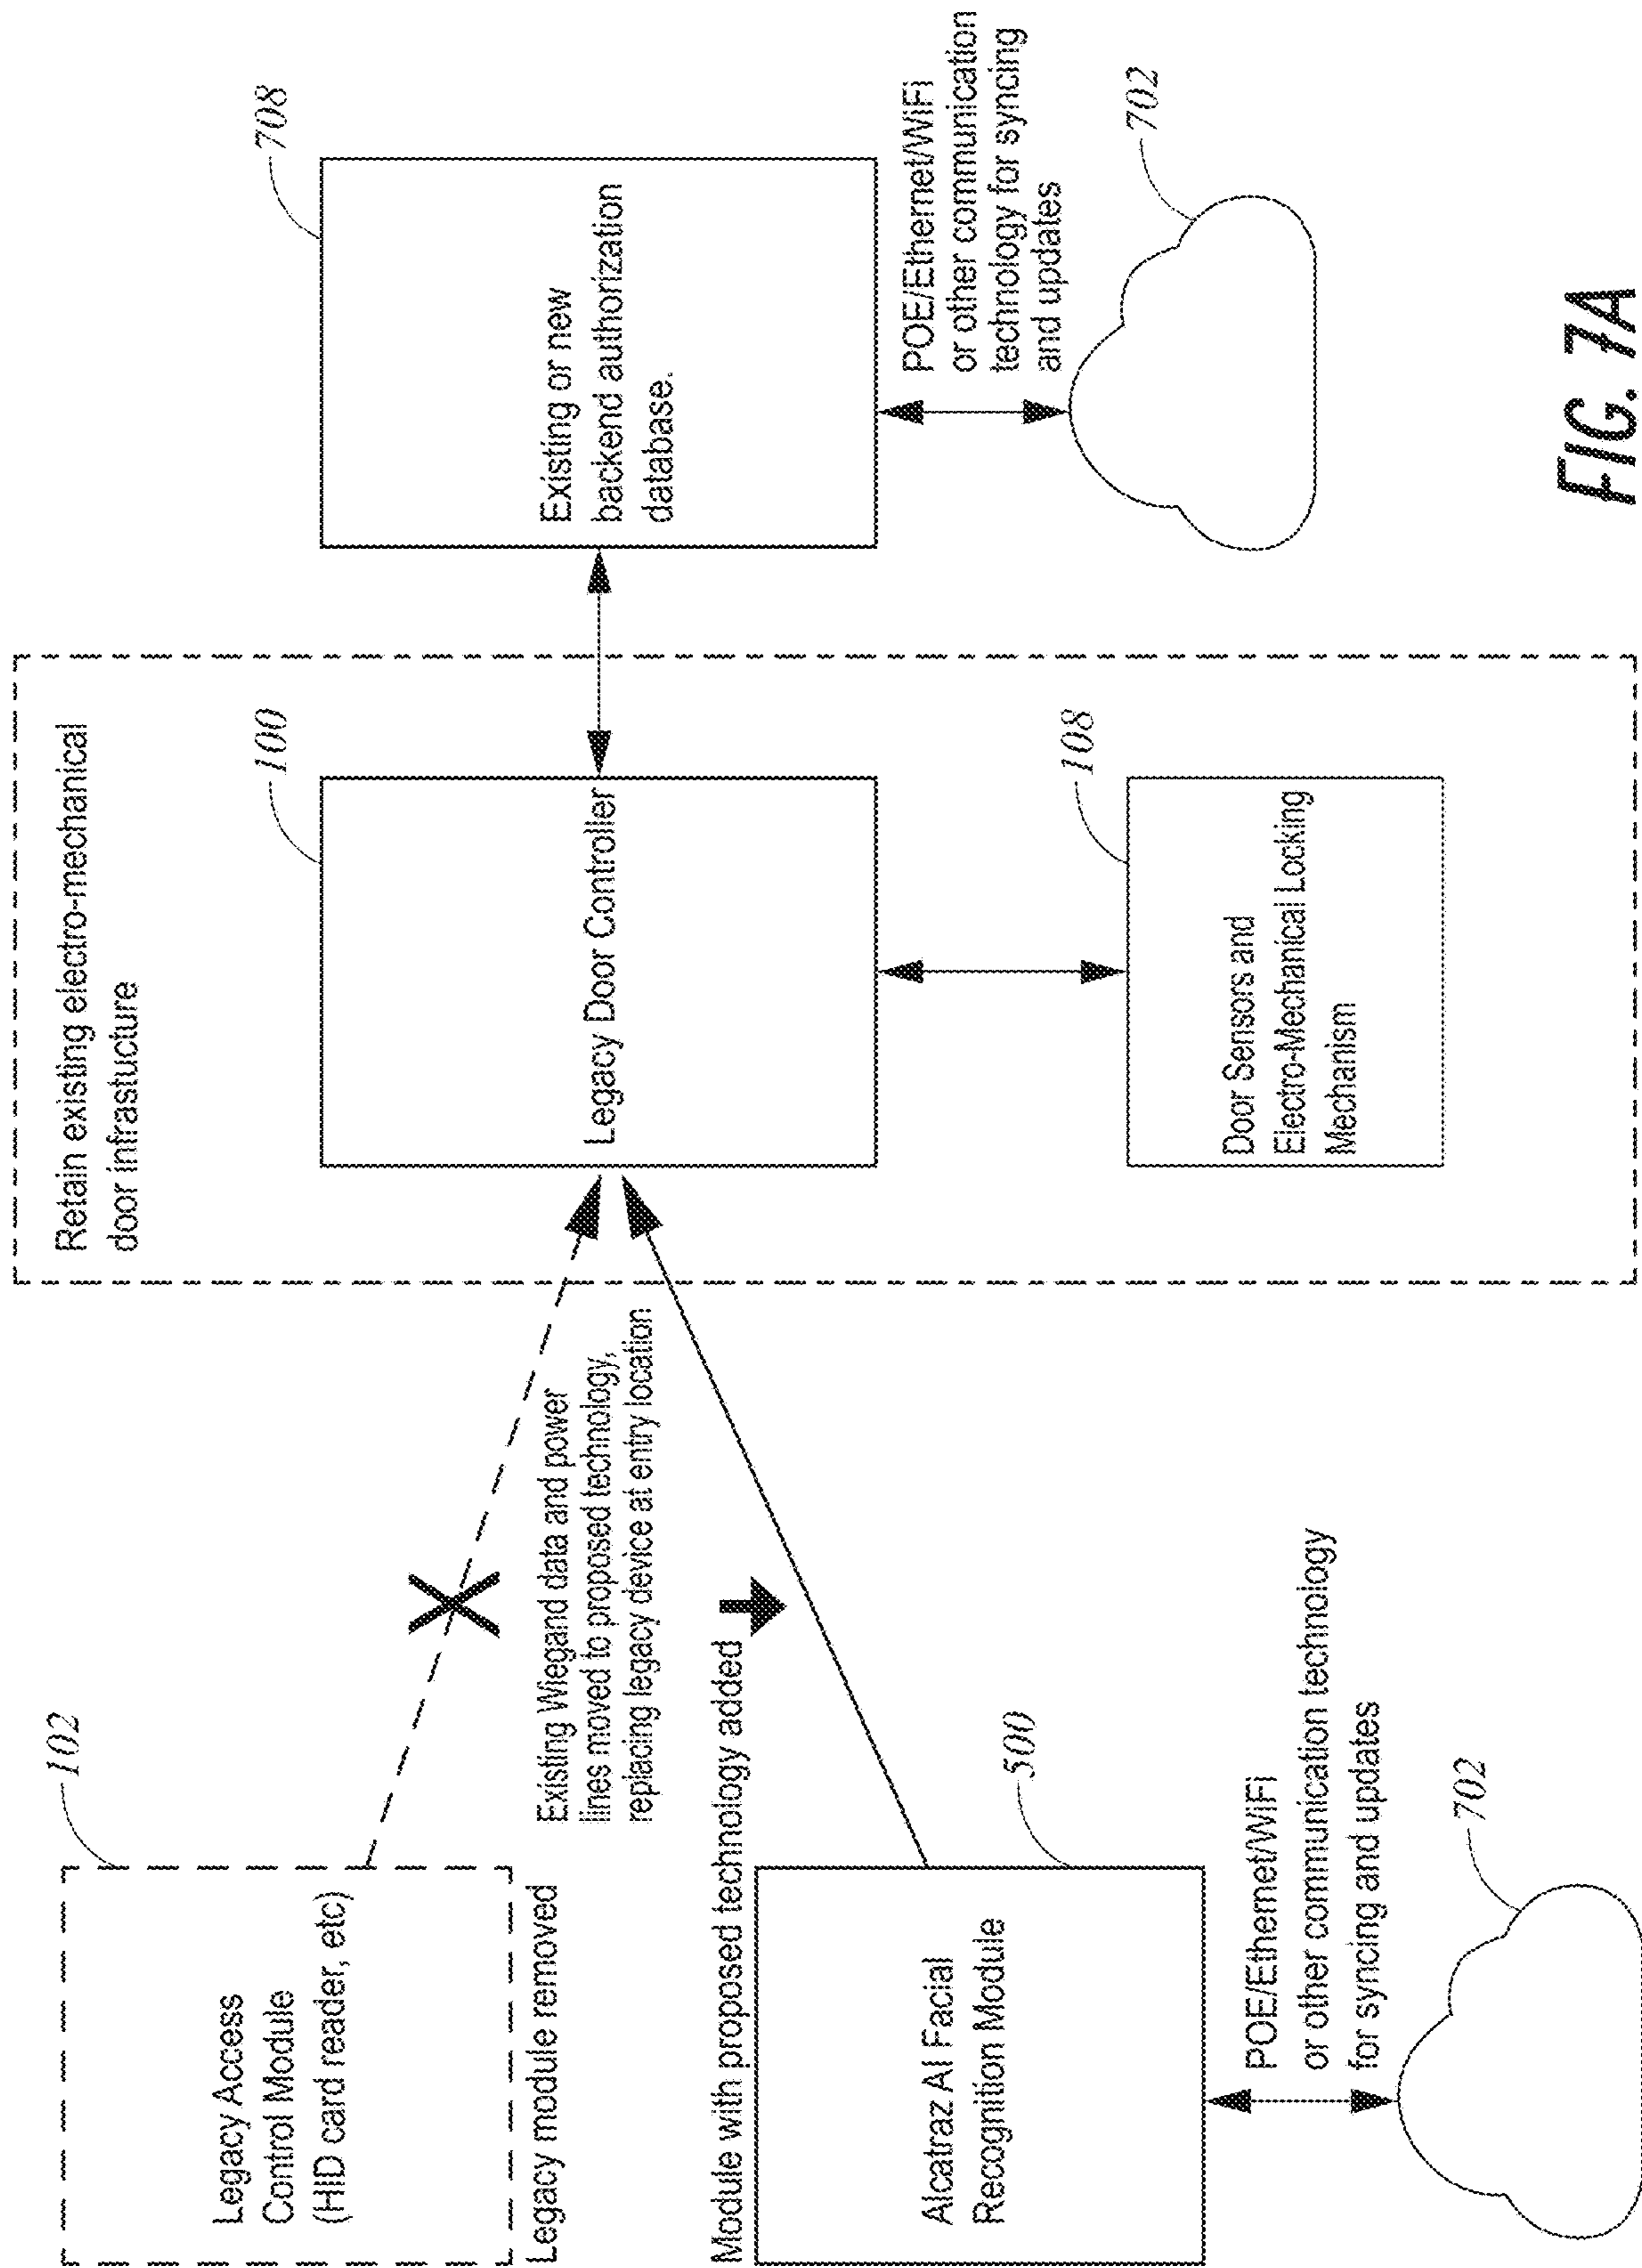 102
Legacy Access
Control Module
(HID card reader, etc)
Legacy module removed
Existing Wiegand data and power
lines moved to proposed technology,
replacing legacy device at entry location
Module with proposed technology added
500
Alcatraz AI Facial
Recognition Module
POE/Ethernet/WiFi
or other communication technology
for syncing and updates
702
Retain existing electro-mechanical
door infrastucture
100
Legacy Door Controller
108
Door Sensors and
Electro-Mechanical Locking
Mechanism
708
Existing or new
backend authorization
database.
POE/Ethernet/WiFi
or other communication
technology for syncing
and updates
702
FIG. 7A